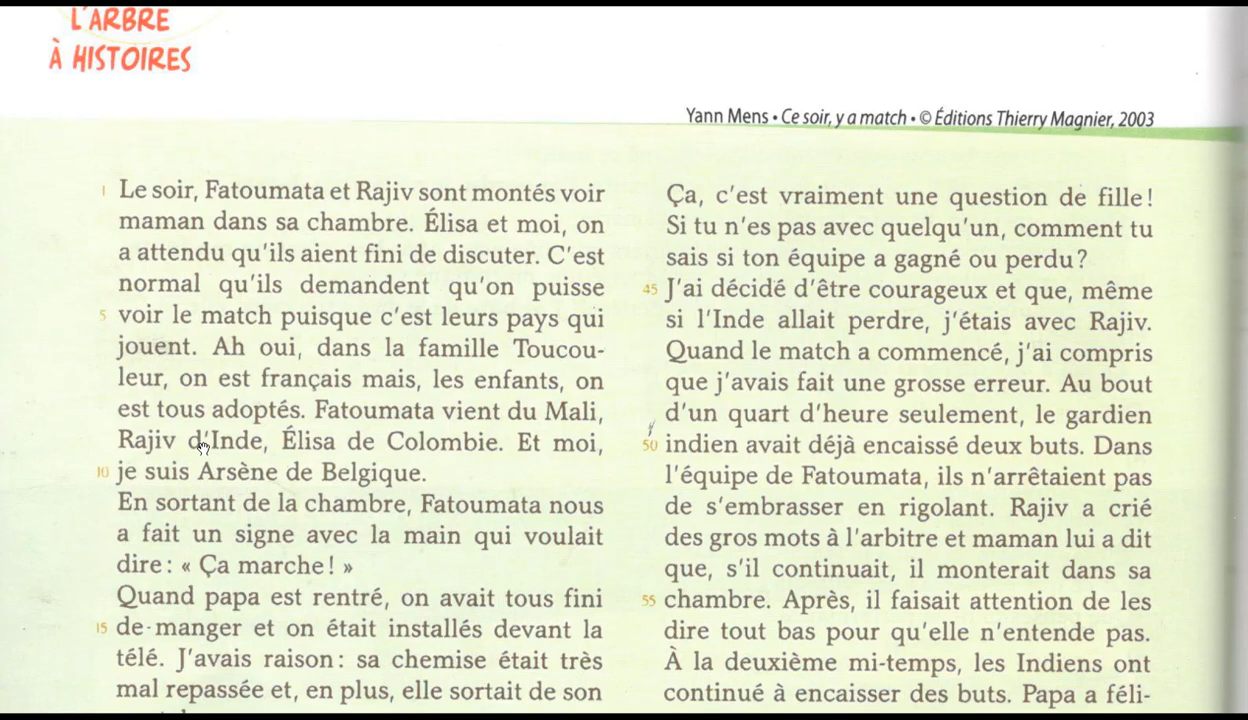 L'ARBRE
À HISTOIRES
Yann Mens • Ce soir, y a match • © Éditions Thierry Magnier, 2003
1 Le soir, Fatoumata et Rajiv sont montés voir
maman dans sa chambre. Élisa et moi, on
a attendu qu'ils aient fini de discuter. C'est
normal qu'ils demandent qu'on puisse
5 voir le match puisque c'est leurs pays qui
jouent. Ah oui, dans la famille Toucou-
leur, on est français mais, les enfants, on
est tous adoptés. Fatoumata vient du Mali,
Rajiv d'Inde, Élisa de Colombie. Et moi,
10 je suis Arsène de Belgique.
En sortant de la chambre, Fatoumata nous
a fait un signe avec la main qui voulait
dire : « Ça marche ! »
Quand papa est rentré, on avait tous fini
15 de manger et on était installés devant la
télé. J'avais raison : sa chemise était très
mal repassée et, en plus, elle sortait de son
Ça, c'est vraiment une question de fille !
Si tu n'es pas avec quelqu'un, comment tu
sais si ton équipe a gagné ou perdu ?
45 J'ai décidé d'être courageux et que, même
si l'Inde allait perdre, j'étais avec Rajiv.
Quand le match a commencé, j'ai compris
que j'avais fait une grosse erreur. Au bout
d'un quart d'heure seulement, le gardien
50 indien avait déjà encaissé deux buts. Dans
l'équipe de Fatoumata, ils n'arrêtaient pas
de s'embrasser en rigolant. Rajiv a crié
des gros mots à l'arbitre et maman lui a dit
que, s'il continuait, il monterait dans sa
55 chambre. Après, il faisait attention de les
dire tout bas pour qu'elle n'entende pas.
À la deuxième mi-temps, les Indiens ont
continué à encaisser des buts. Papa a féli-